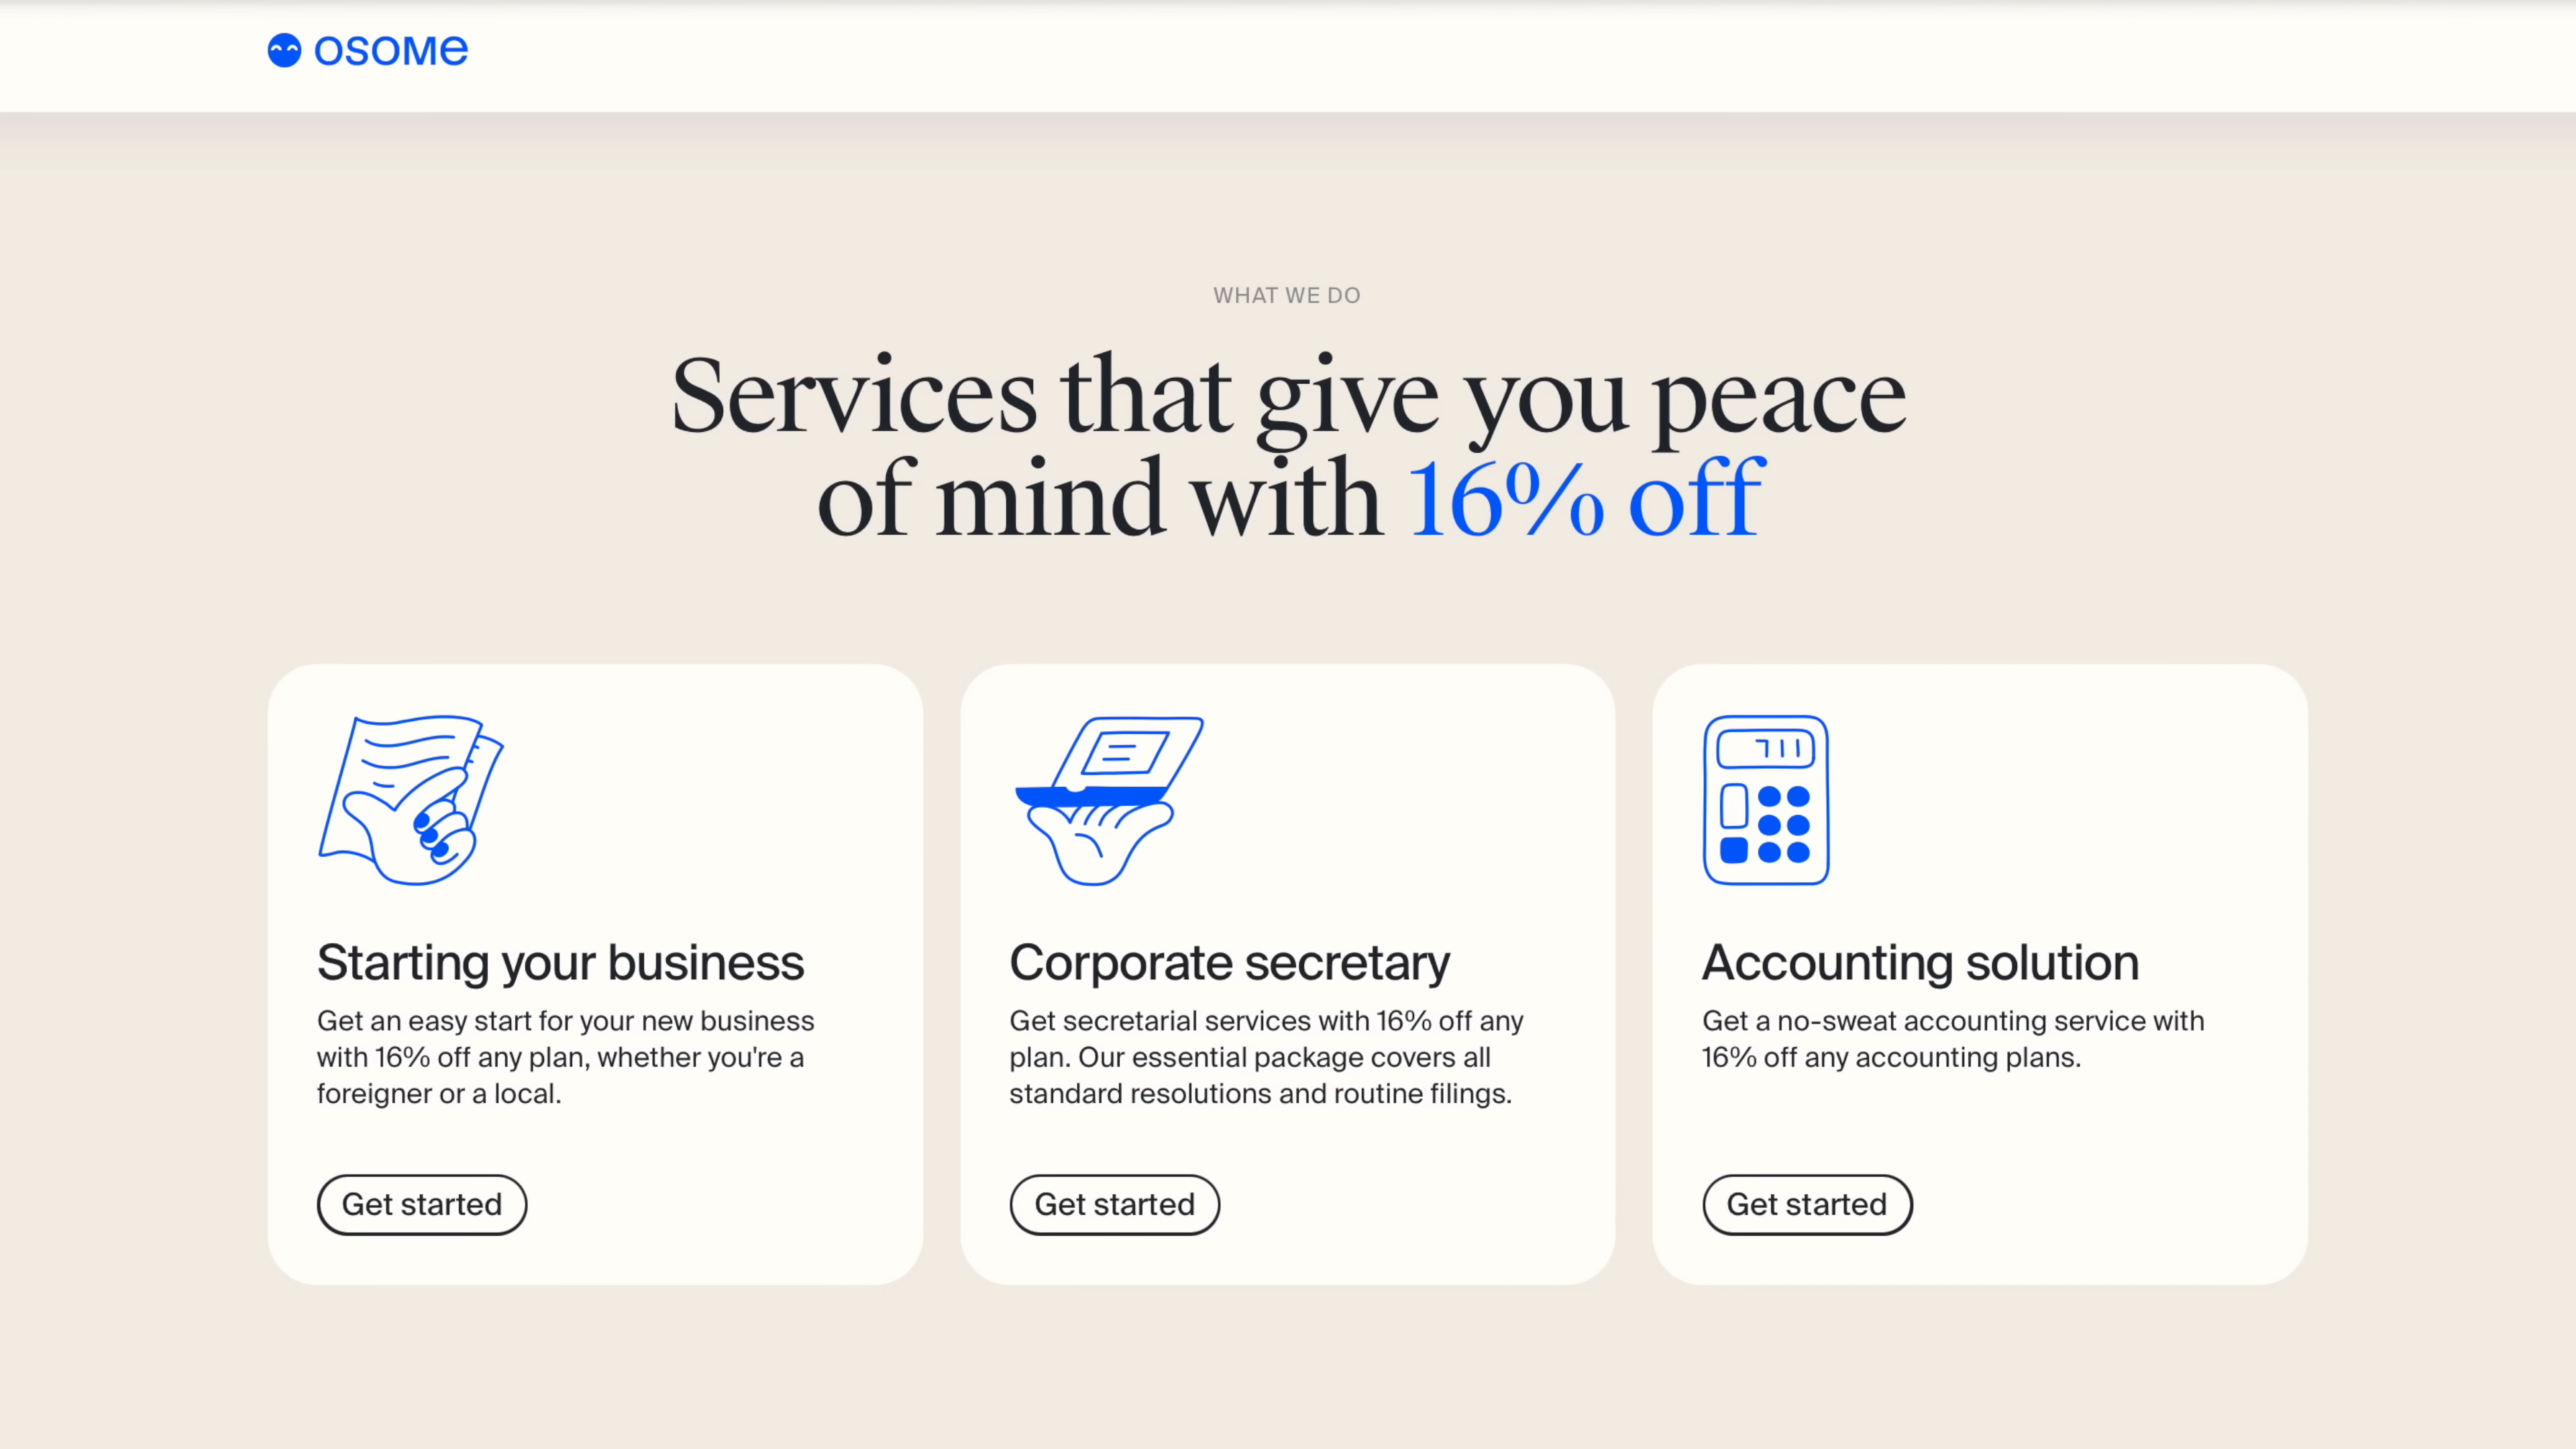 osome
WHAT WE DO
Services that give you peace
of mind with 16% off
Starting your business
Get an easy start for your new business
with 16% off any plan, whether you're a
foreigner or a local.
Get started
Corporate secretary
Get secretarial services with 16% off any
plan. Our essential package covers all
standard resolutions and routine filings.
Get started
Accounting solution
Get a no-sweat accounting service with
16% off any accounting plans.
Get started